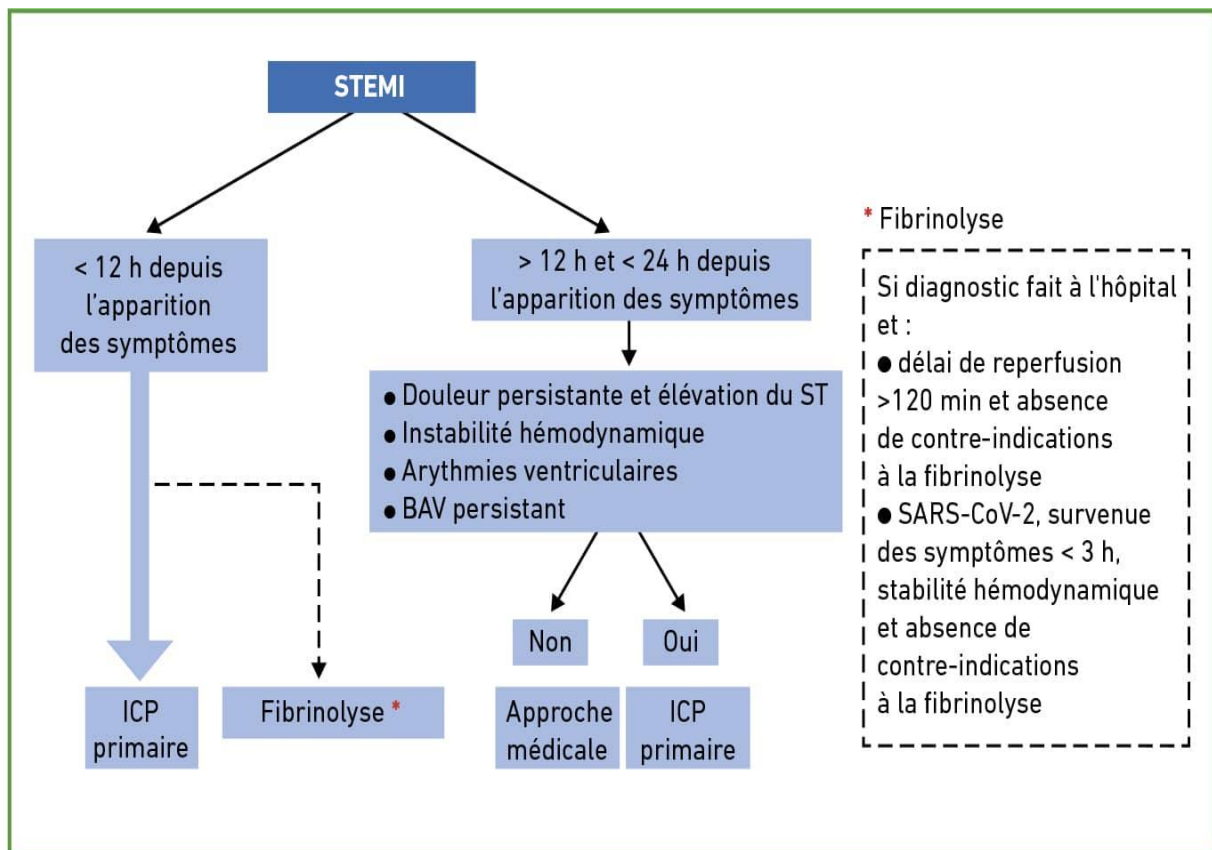 STEMI
< 12 h depuis
l’apparition
des symptômes
> 12 h et < 24 h depuis
l’apparition des symptômes
● Douleur persistante et élévation du ST
● Instabilité hémodynamique
● Arythmies ventriculaires
● BAV persistant
Non
Oui
ICP
primaire
Fibrinolyse *
Approche
médicale
ICP
primaire
* Fibrinolyse
Si diagnostic fait à l'hôpital
et :
● délai de reperfusion
>120 min et absence
de contre-indications
à la fibrinolyse
● SARS-CoV-2, survenue
des symptômes < 3 h,
stabilité hémodynamique
et absence de
contre-indications
à la fibrinolyse